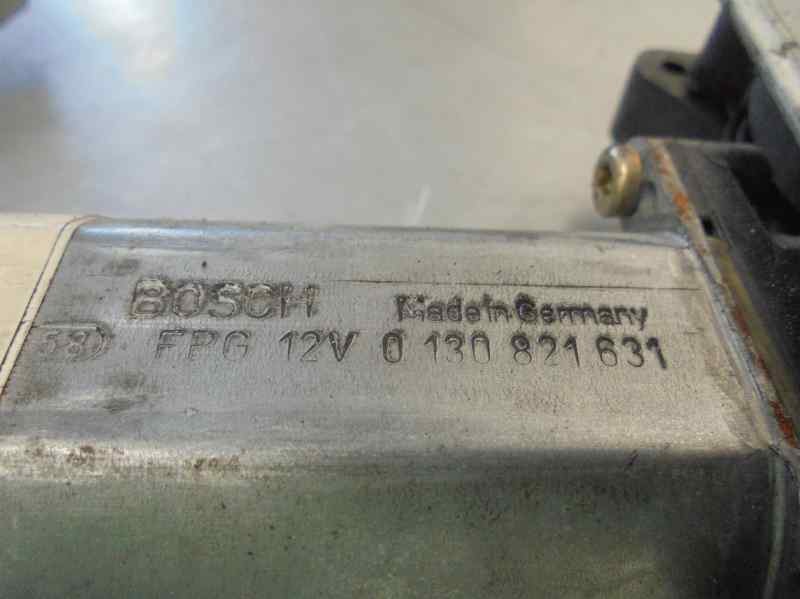 BOSCH Made in Germany
FPG 12V 0 130 821 631